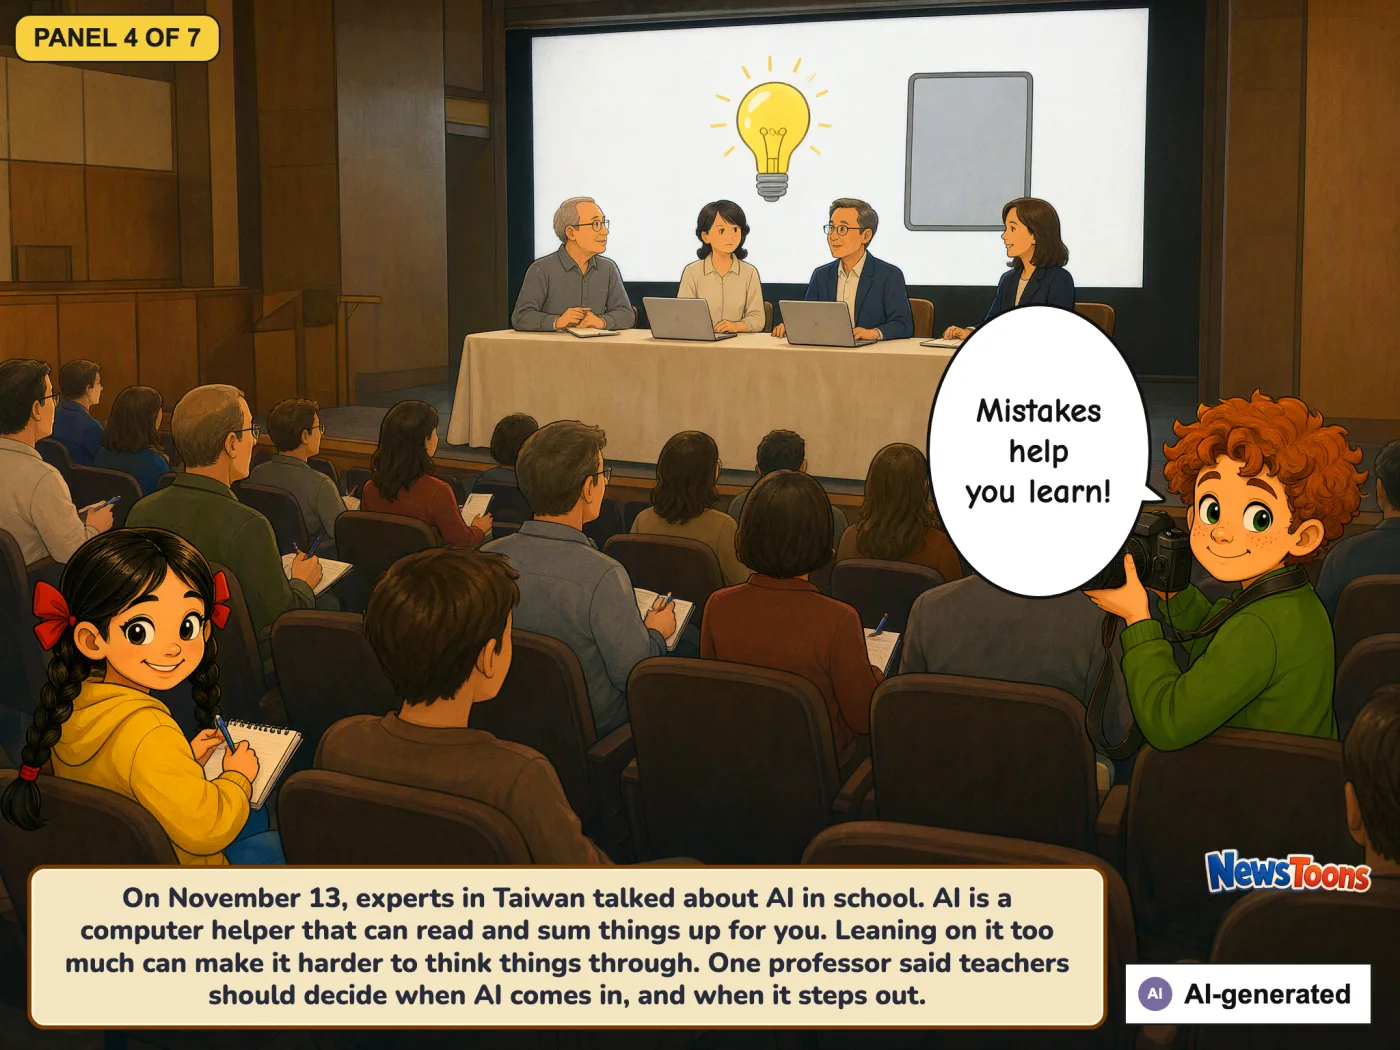 PANEL 4 OF 7
Mistakes
help
you learn!
NewsToons
On November 13, experts in Taiwan talked about AI in school. AI is a
computer helper that can read and sum things up for you. Leaning on it too
much can make it harder to think things through. One professor said teachers
should decide when AI comes in, and when it steps out.
AI AI-generated